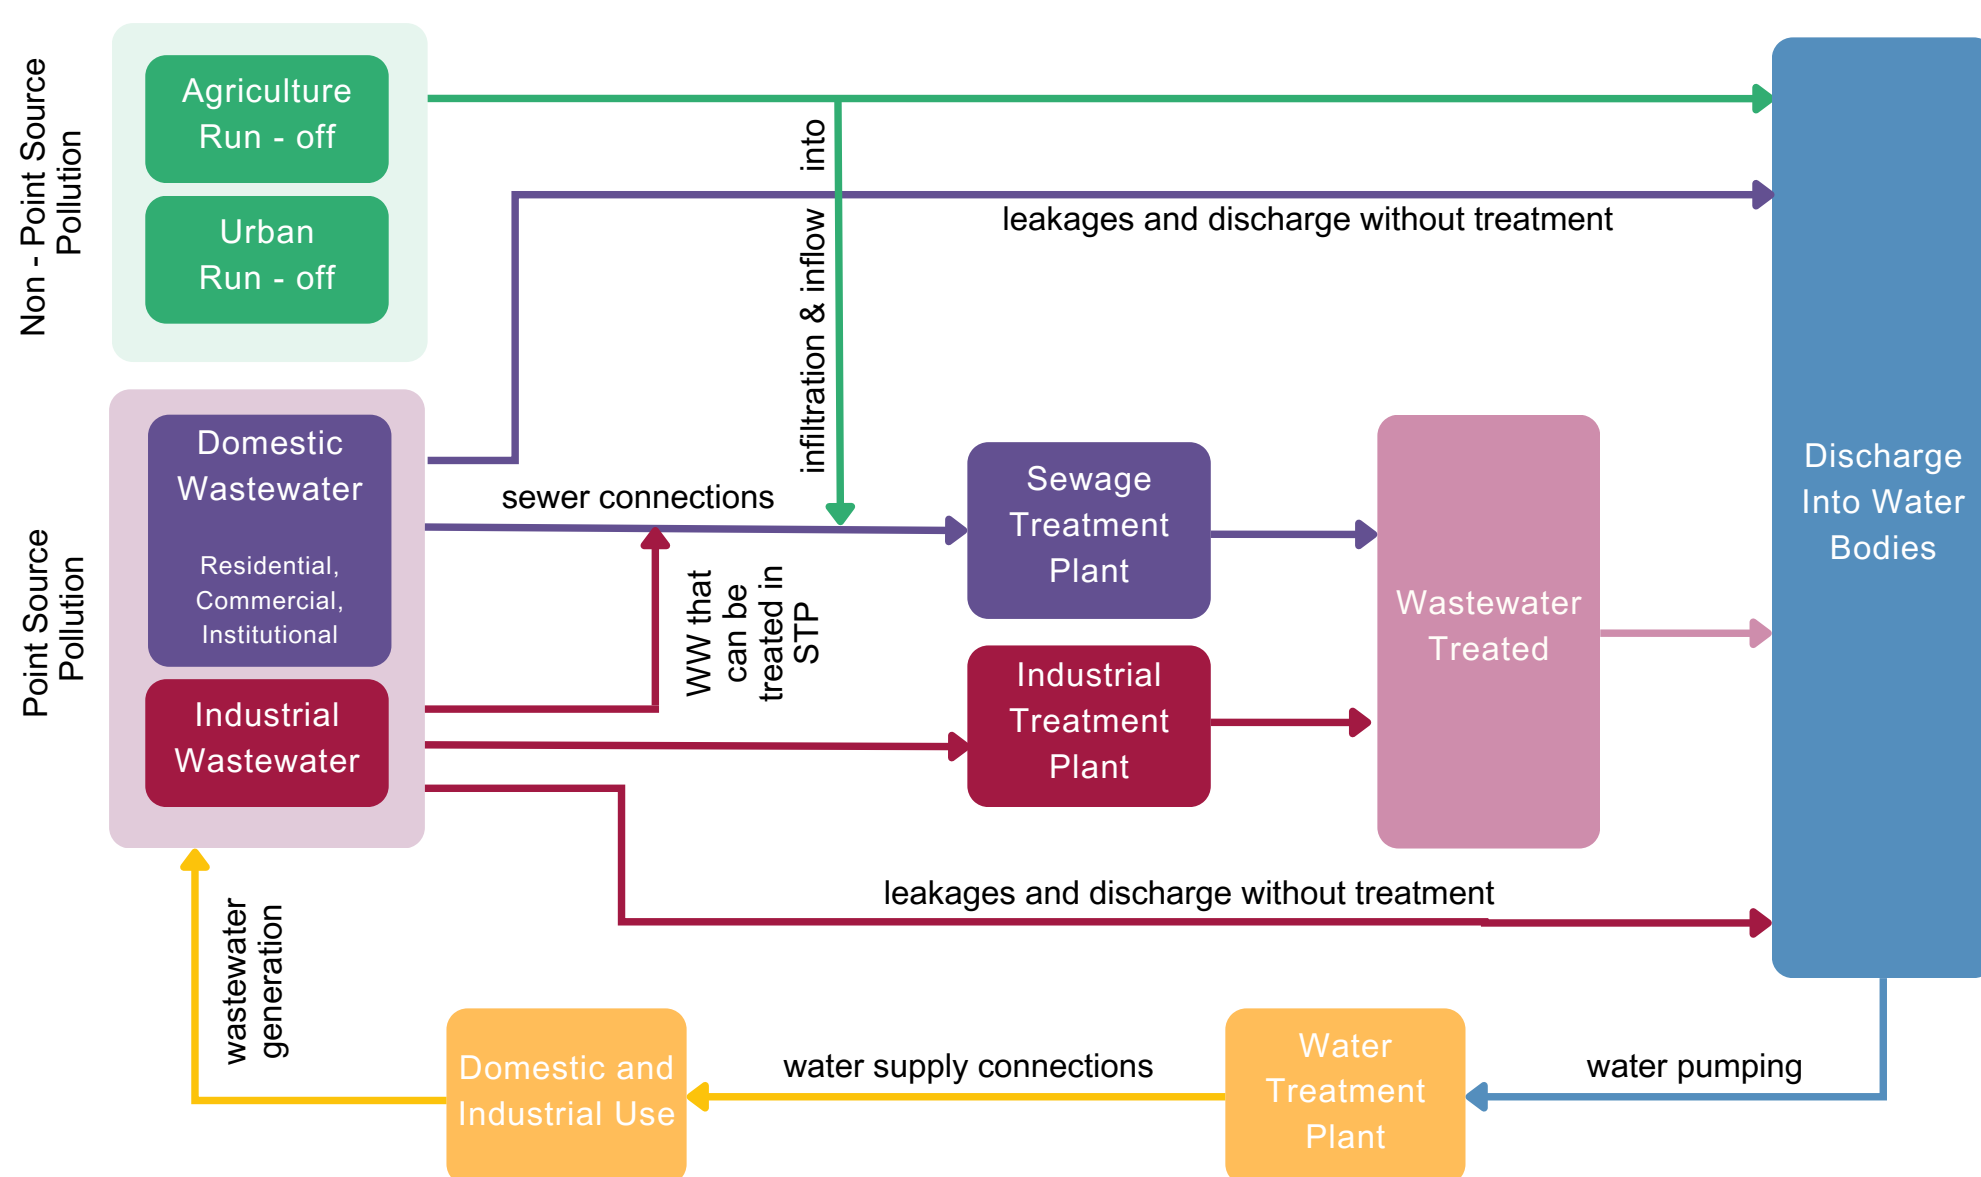 Non - Point Source
Pollution
Agriculture
Run - off
Urban
Run - off
infiltration & inflow into
leakages and discharge without treatment
Point Source
Pollution
Domestic
Wastewater
Residential,
Commercial,
Institutional
Industrial
Wastewater
sewer connections
WW that
can be
treated in
STP
Sewage
Treatment
Plant
Industrial
Treatment
Plant
Wastewater
Treated
Discharge
Into Water
Bodies
leakages and discharge without treatment
wastewater
generation
Domestic and
Industrial Use
water supply connections
Water
Treatment
Plant
water pumping